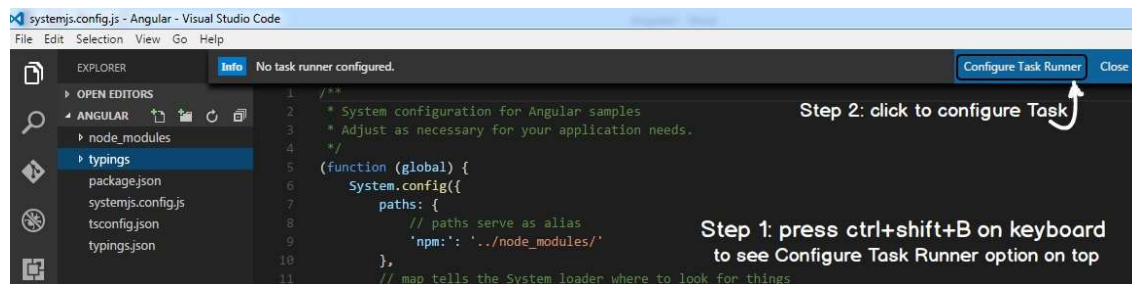 systemjs.config.js - Angular - Visual Studio Code
File Edit Selection View Go Help
EXPLORER
Info No task runner configured. Configure Task Runner Close
OPEN EDITORS
ANGULAR
node_modules
typings
package.json
systemjs.config.js
tsconfig.json
typings.json
1 /**
2 * System configuration for Angular samples
3 * Adjust as necessary for your application needs.
4 */
5 (function (global) {
6 System.config({
7 paths: {
8 // paths serve as alias
9 'npm:': '../node_modules/'
10 },
11 // map tells the System loader where to look for things
Step 2: click to configure Task
Step 1: press ctrl+shift+B on keyboard
to see Configure Task Runner option on top